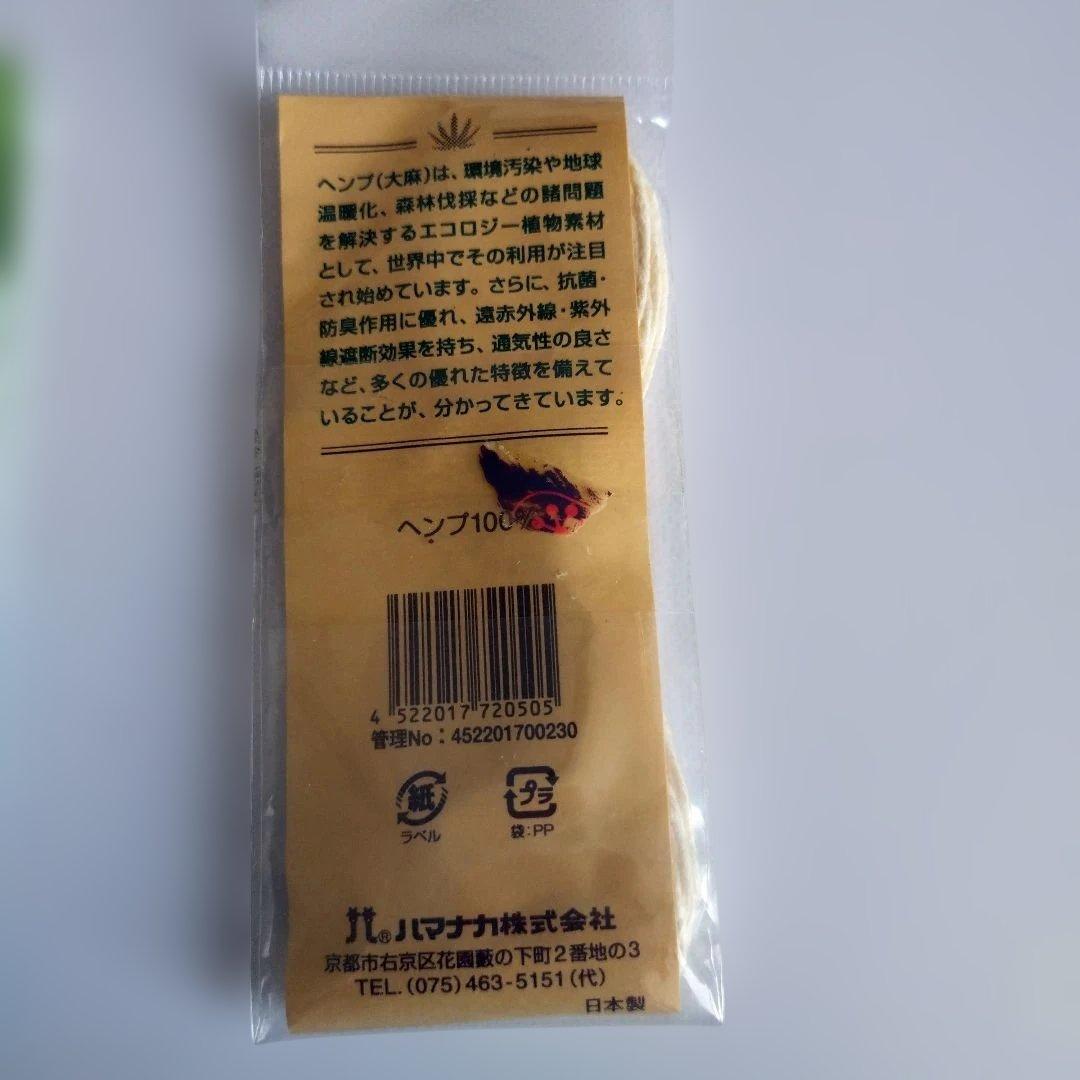 ヘンプ(大麻)は、環境汚染や地球
温暖化、森林伐採などの諸問題
を解決するエコロジー植物素材
として、世界中でその利用が注目
され始めています。さらに、抗菌・
防臭作用に優れ、遠赤外線・紫外
線遮断効果を持ち、通気性の良さ
など、多くの優れた特徴を備えて
いることが、分かってきています。
ヘンプ100%
4 522017 720505
管理No：452201700230
紙 プラ
ラベル 袋：PP
® ハマナカ株式会社
京都市右京区花園藪の下町2番地の3
TEL.(075)463-5151(代)
日本製